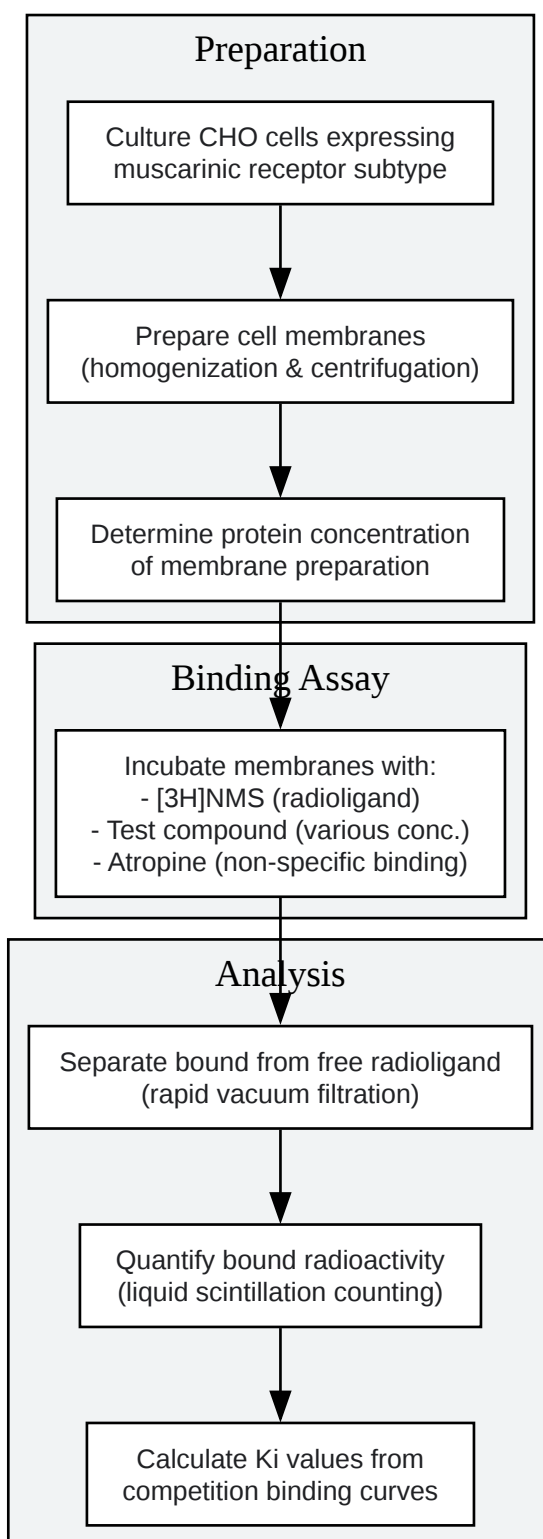 Preparation
Culture CHO cells expressing
muscarinic receptor subtype
Prepare cell membranes
(homogenization & centrifugation)
Determine protein concentration
of membrane preparation
Binding Assay
Incubate membranes with:
- [3H]NMS (radioligand)
- Test compound (various conc.)
- Atropine (non-specific binding)
Analysis
Separate bound from free radioligand
(rapid vacuum filtration)
Quantify bound radioactivity
(liquid scintillation counting)
Calculate Ki values from
competition binding curves